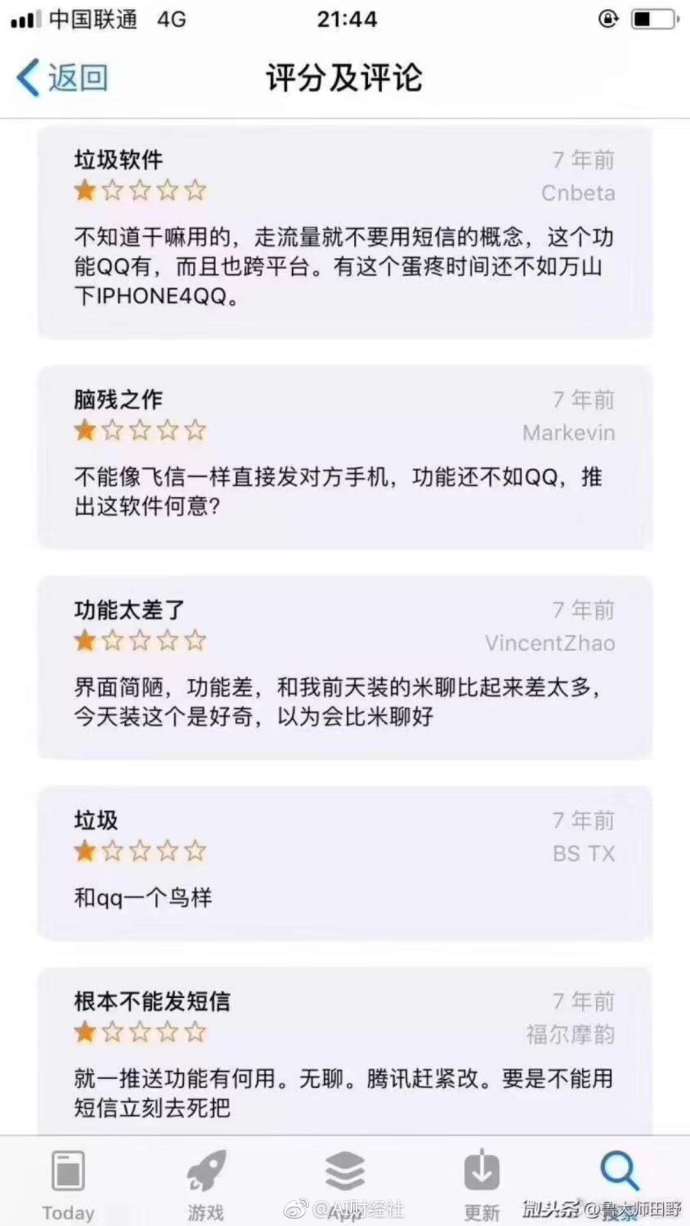 中国联通 4G 21:44
返回 评分及评论
垃圾软件 7 年前
Cnbeta
不知道干嘛用的，走流量就不要用短信的概念，这个功
能QQ有，而且也跨平台。有这个蛋疼时间还不如万山
下IPHONE4QQ。
脑残之作 7 年前
Markevin
不能像飞信一样直接发对方手机，功能还不如QQ，推
出这软件何意？
功能太差了 7 年前
VincentZhao
界面简陋，功能差，和我前天装的米聊比起来差太多，
今天装这个是好奇，以为会比米聊好
垃圾 7 年前
BS TX
和qq一个鸟样
根本不能发短信 7 年前
福尔摩韵
就一推送功能有何用。无聊。腾讯赶紧改。要是不能用
短信立刻去死把
Today 游戏 App 更新
@AI财经社 微头条@鲁大师田野